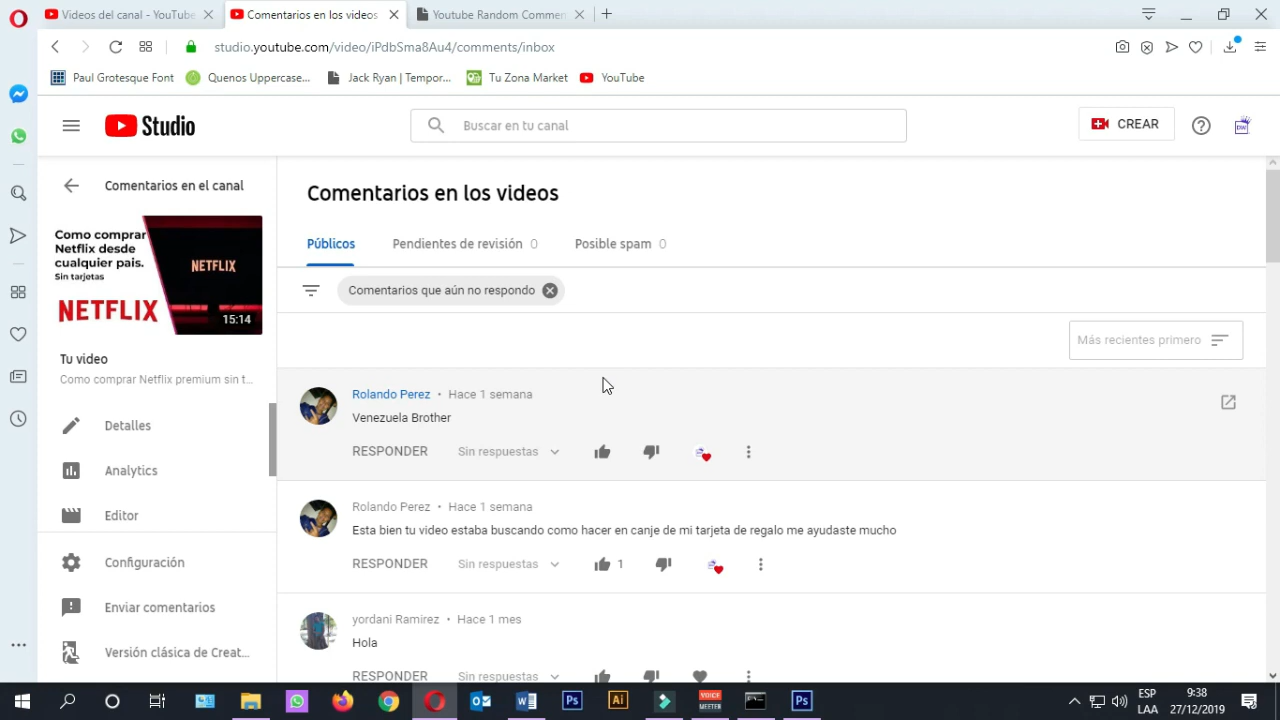 Videos del canal - YouTube
Comentarios en los videos
Youtube Random Commen
studio.youtube.com/video/iPdbSma8Au4/comments/inbox
Paul Grotesque Font
Quenos Uppercase...
Jack Ryan | Tempor...
Tu Zona Market
YouTube
Studio
Buscar en tu canal
CREAR
Comentarios en el canal
Como comprar
Netflix desde
cualquier pais.
Sin tarjetas
NETFLIX
NETFLIX
15:14
Tu video
Como comprar Netflix premium sin t...
Detalles
Analytics
Editor
Configuración
Enviar comentarios
Versión clásica de Creat...
Comentarios en los videos
Públicos
Pendientes de revisión 0
Posible spam 0
Comentarios que aún no respondo
Más recientes primero
Rolando Perez • Hace 1 semana
Venezuela Brother
RESPONDER Sin respuestas
Rolando Perez • Hace 1 semana
Esta bien tu video estaba buscando como hacer en canje de mi tarjeta de regalo me ayudaste mucho
RESPONDER Sin respuestas 1
yordani Ramirez • Hace 1 mes
Hola
RESPONDER Sin respuestas
Ps
Ai
VOICE
MEETER
Ps
ESP
LAA
9:38
27/12/2019